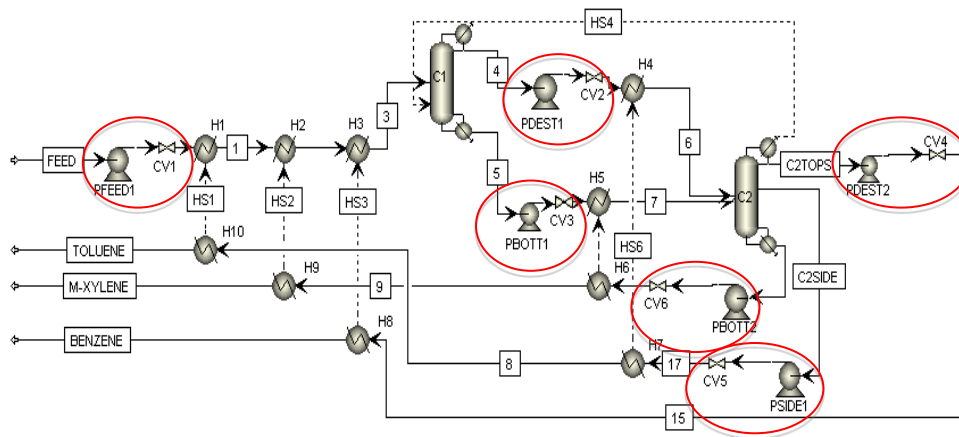 HS4
C1
4
H4
CV2
PDEST1
3
H1
H2
H3
FEED
CV1
1
PFEED1
6
CV4
C2TOPS
PDEST2
5
H5
C2
HS1
HS2
HS3
CV3
7
PBOTT1
HS6
TOLUENE
H10
C2SIDE
M-XYLENE
H9
9
H6
CV6
PBOTT2
BENZENE
H8
8
H7
17
CV5
PSIDE1
15